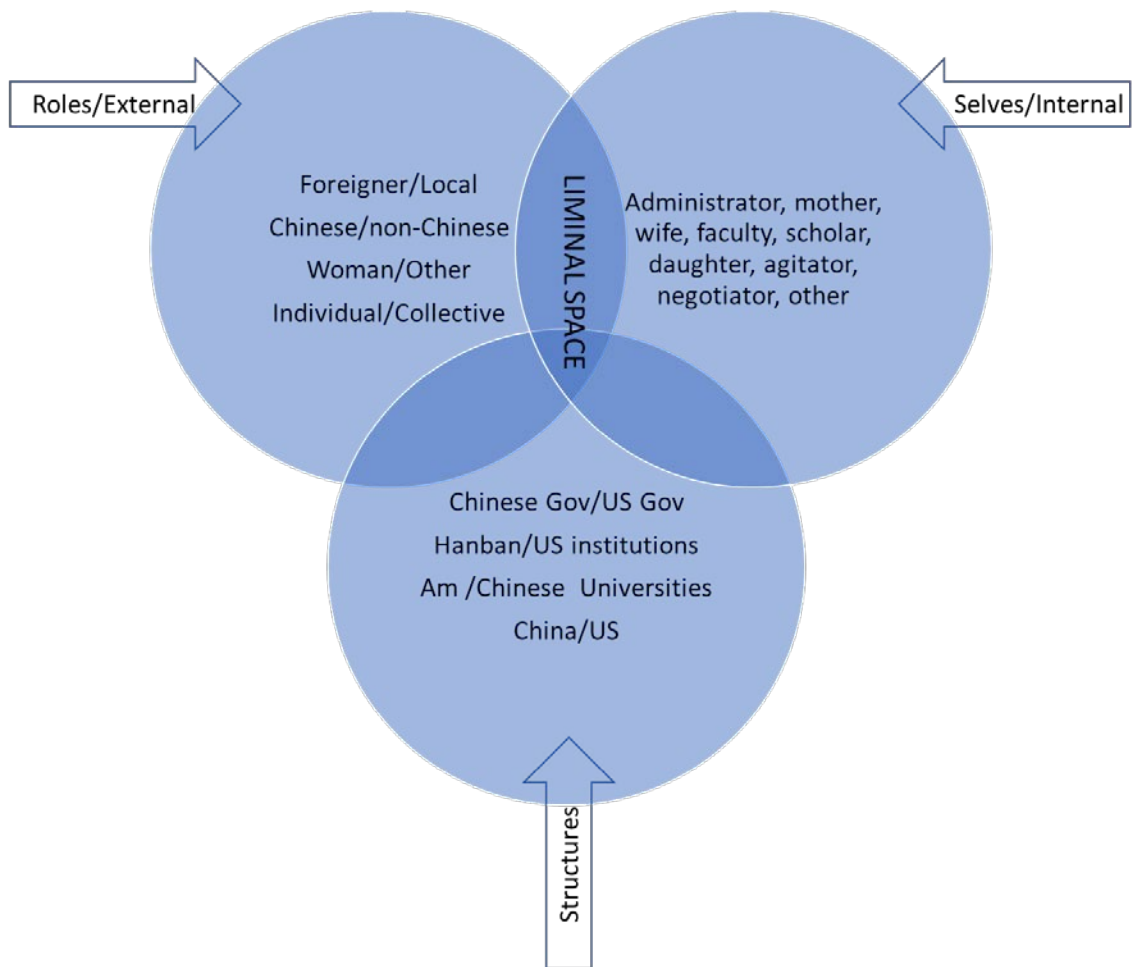 Roles/External
Selves/Internal
Foreigner/Local
Chinese/non-Chinese
Woman/Other
Individual/Collective
LIMINAL SPACE
Administrator, mother,
wife, faculty, scholar,
daughter, agitator,
negotiator, other
Chinese Gov/US Gov
Hanban/US institutions
Am /Chinese  Universities
China/US
Structures